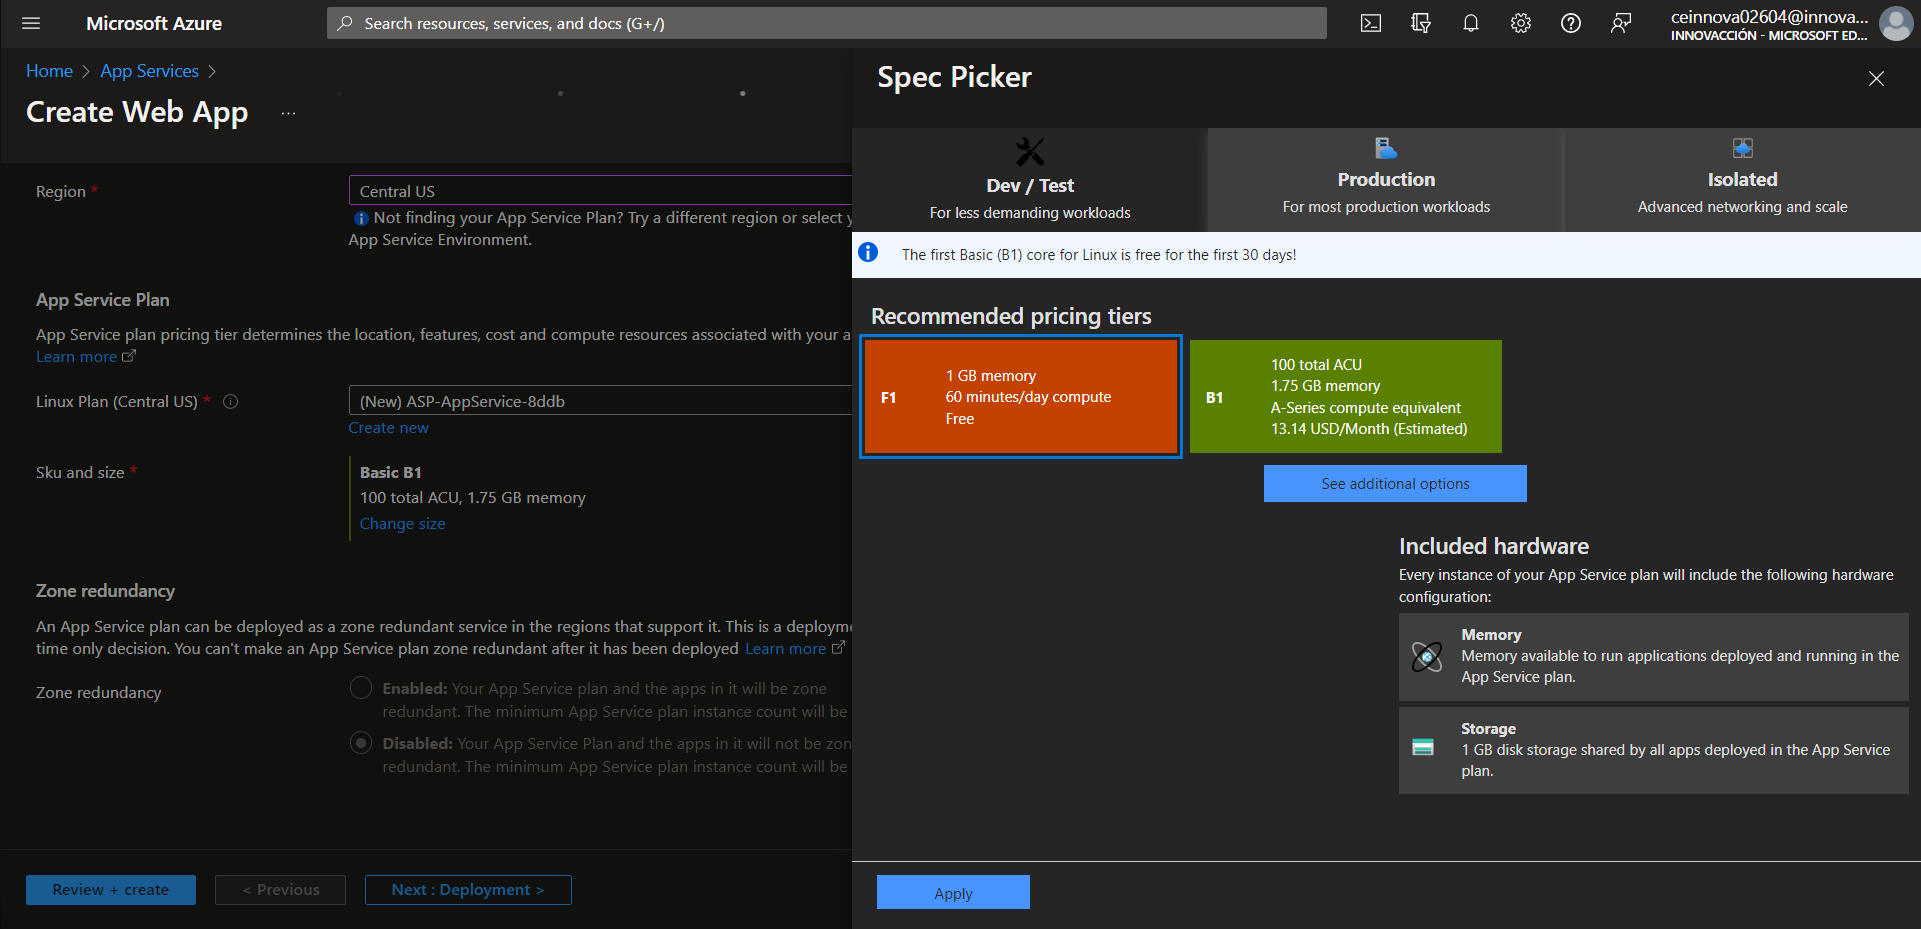 Microsoft Azure
Search resources, services, and docs (G+/)
ceinnova02604@innova...
INNOVACCIÓN - MICROSOFT ED...
Home > App Services >
Create Web App ...
Region *
Central US
Not finding your App Service Plan? Try a different region or select
App Service Environment.
App Service Plan
App Service plan pricing tier determines the location, features, cost and compute resources associated with your
Learn more
Linux Plan (Central US) *
(New) ASP-AppService-8ddb
Create new
Sku and size *
Basic B1
100 total ACU, 1.75 GB memory
Change size
Zone redundancy
An App Service plan can be deployed as a zone redundant service in the regions that support it. This is a
time only decision. You can't make an App Service plan zone redundant after it has been deployed Learn more
Zone redundancy
Enabled: Your App Service plan and the apps in it will be zone
redundant. The minimum App Service plan instance count will be
Disabled: Your App Service Plan and the apps in it will not be
redundant. The minimum App Service plan instance count will be
Review + create
< Previous
Next : Deployment >
Spec Picker
Dev / Test
For less demanding workloads
Production
For most production workloads
Isolated
Advanced networking and scale
The first Basic (B1) core for Linux is free for the first 30 days!
Recommended pricing tiers
F1
1 GB memory
60 minutes/day compute
Free
B1
100 total ACU
1.75 GB memory
A-Series compute equivalent
13.14 USD/Month (Estimated)
See additional options
Included hardware
Every instance of your App Service plan will include the following hardware
configuration:
Memory
Memory available to run applications deployed and running in the
App Service plan.
Storage
1 GB disk storage shared by all apps deployed in the App Service
plan.
Apply